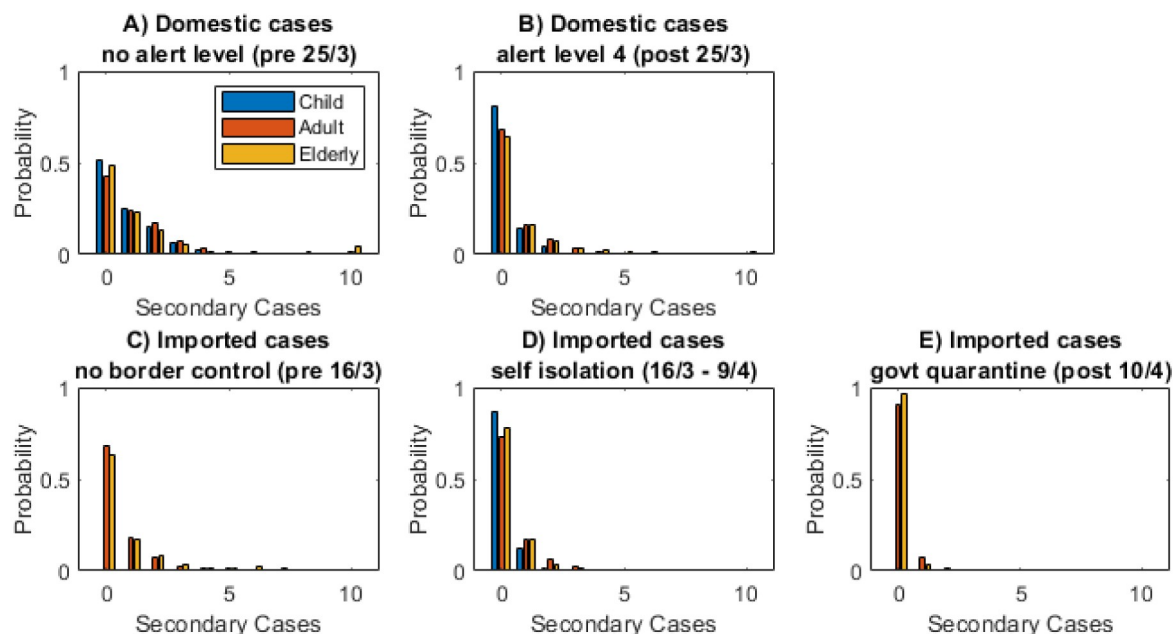 A) Domestic cases
no alert level (pre 25/3)
1
0.5
0
Probability
Child
Adult
Elderly
0 5 10
Secondary Cases
B) Domestic cases
alert level 4 (post 25/3)
1
0.5
0
Probability
0 5 10
Secondary Cases
C) Imported cases
no border control (pre 16/3)
1
0.5
0
Probability
0 5 10
Secondary Cases
D) Imported cases
self isolation (16/3 - 9/4)
1
0.5
0
Probability
0 5 10
Secondary Cases
E) Imported cases
govt quarantine (post 10/4)
1
0.5
0
Probability
0 5 10
Secondary Cases